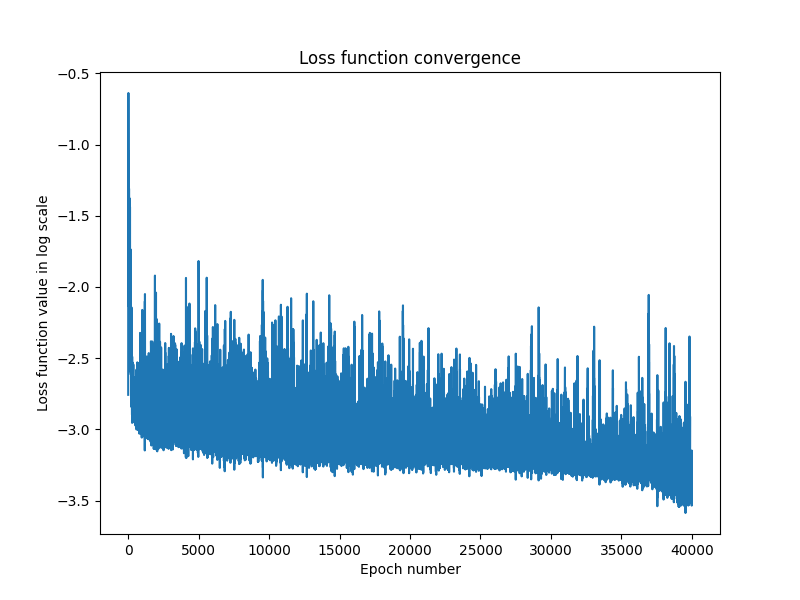 Loss function convergence
−0.5
−1.0
−1.5
−2.0
−2.5
−3.0
−3.5
Loss function value in log scale
0 5000 10000 15000 20000 25000 30000 35000 40000
Epoch number